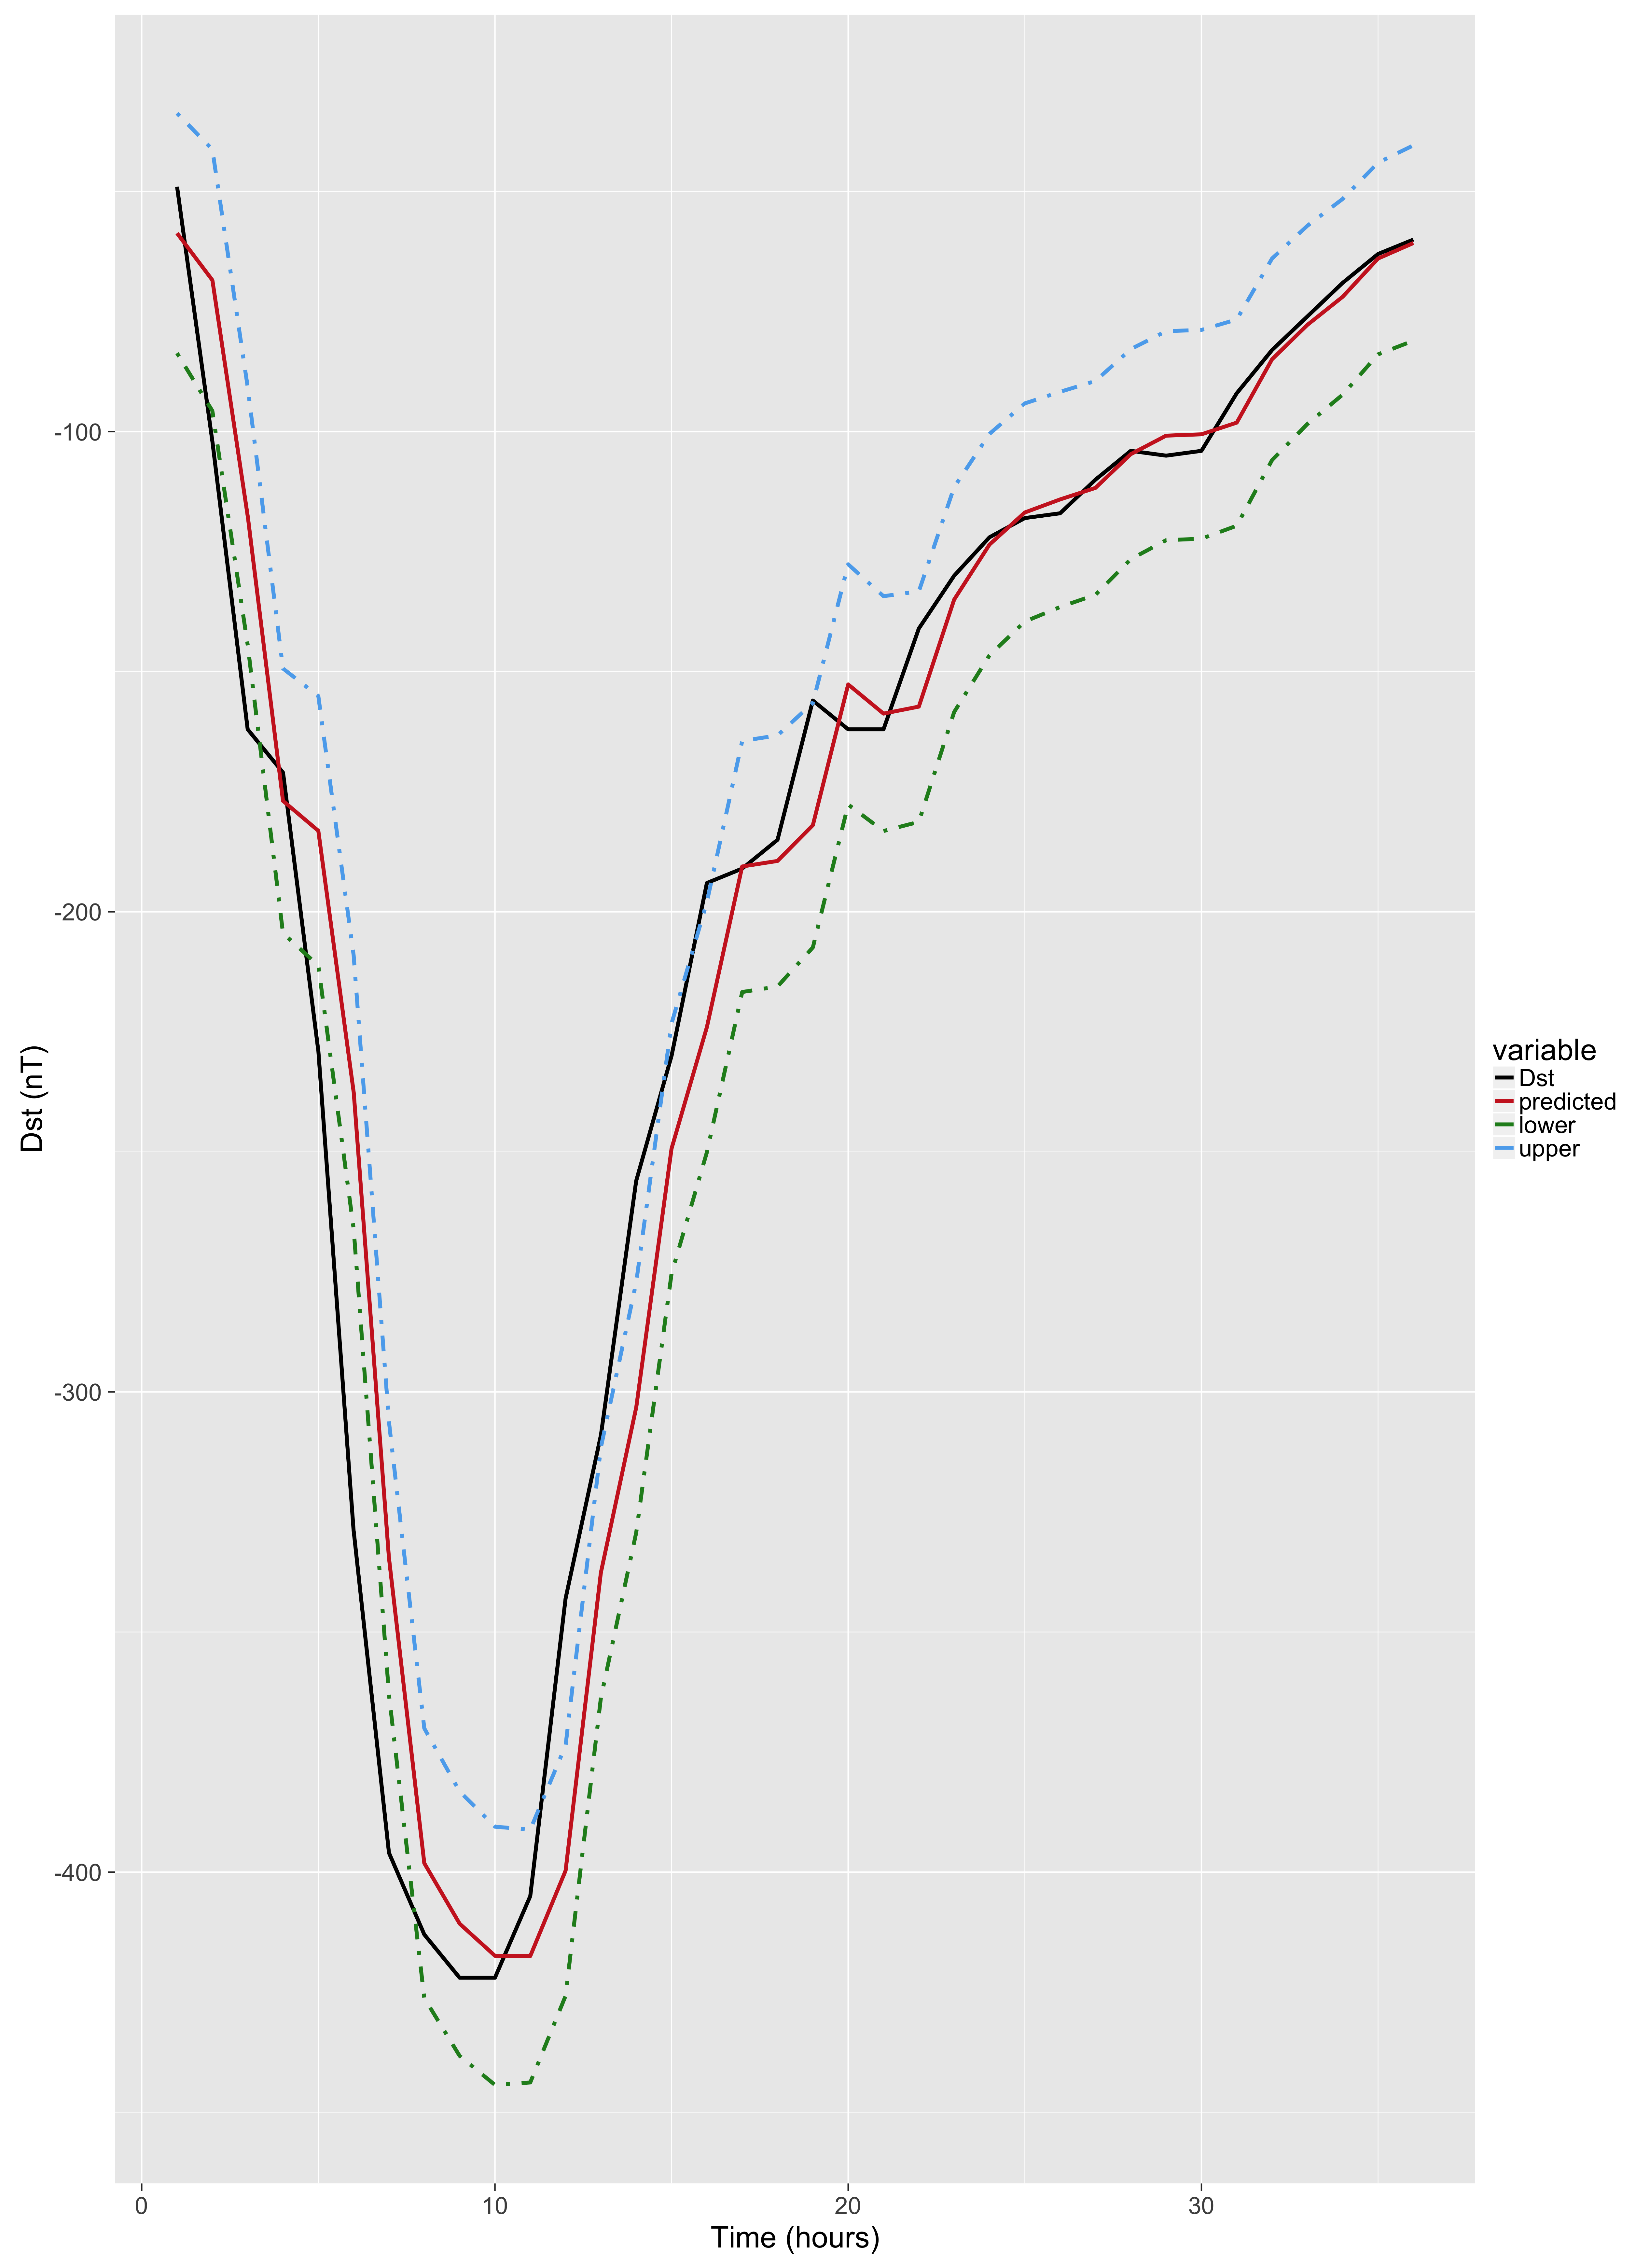 -100
-200
-300
-400
Dst (nT)
0 10 20 30
Time (hours)
variable
Dst
predicted
lower
upper